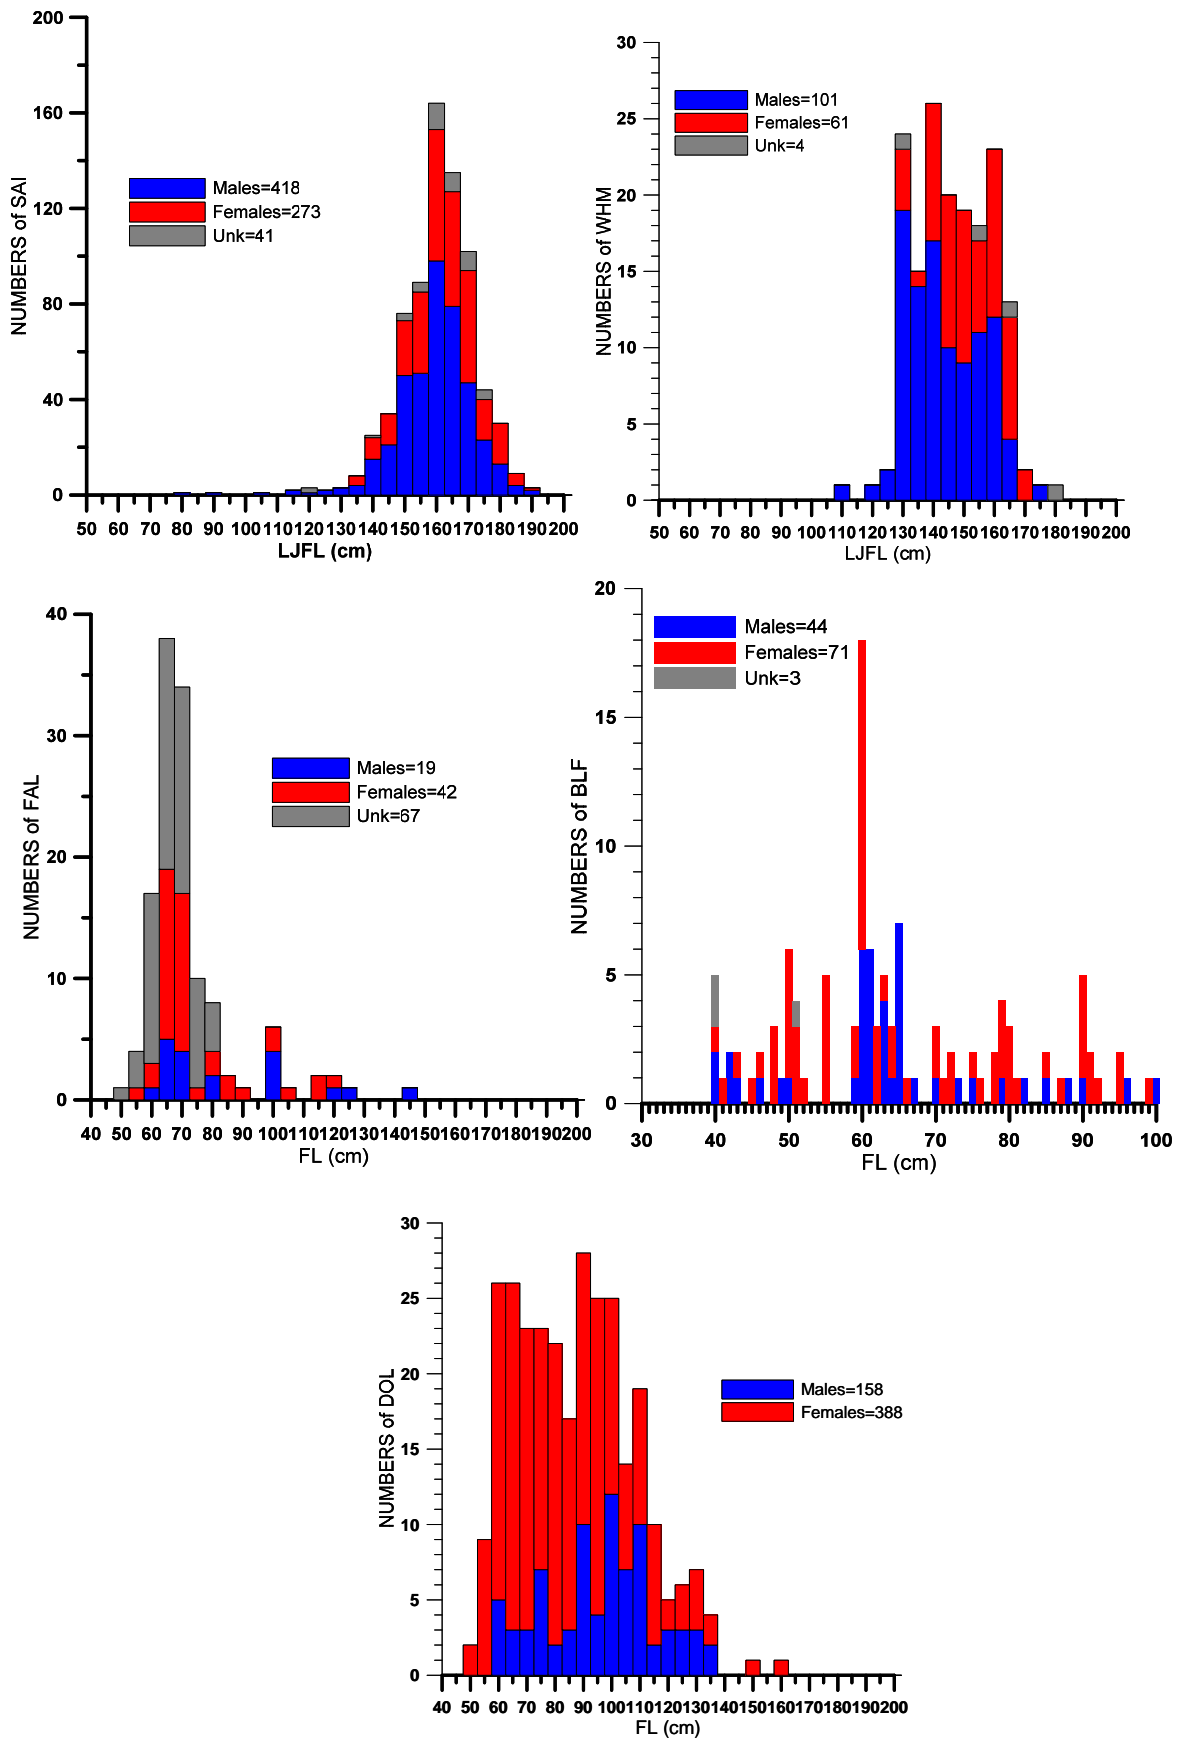 200
160
120
80
40
0
NUMBERS of SAI
Males=418
Females=273
Unk=41
50 60 70 80 90 100 110 120 130 140 150 160 170 180 190 200
LJFL (cm)
30
25
20
15
10
5
0
NUMBERS of WHM
Males=101
Females=61
Unk=4
50 60 70 80 90 100 110 120 130 140 150 160 170 180 190 200
LJFL (cm)
40
30
20
10
0
NUMBERS of FAL
Males=19
Females=42
Unk=67
40 50 60 70 80 90 100 110 120 130 140 150 160 170 180 190 200
FL (cm)
20
15
10
5
0
NUMBERS of BLF
Males=44
Females=71
Unk=3
30 40 50 60 70 80 90 100
FL (cm)
30
25
20
15
10
5
0
NUMBERS of DOL
Males=158
Females=388
40 50 60 70 80 90 100 110 120 130 140 150 160 170 180 190 200
FL (cm)